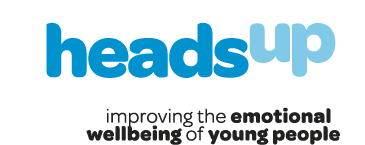 headsup
improving the emotional
wellbeing of young people